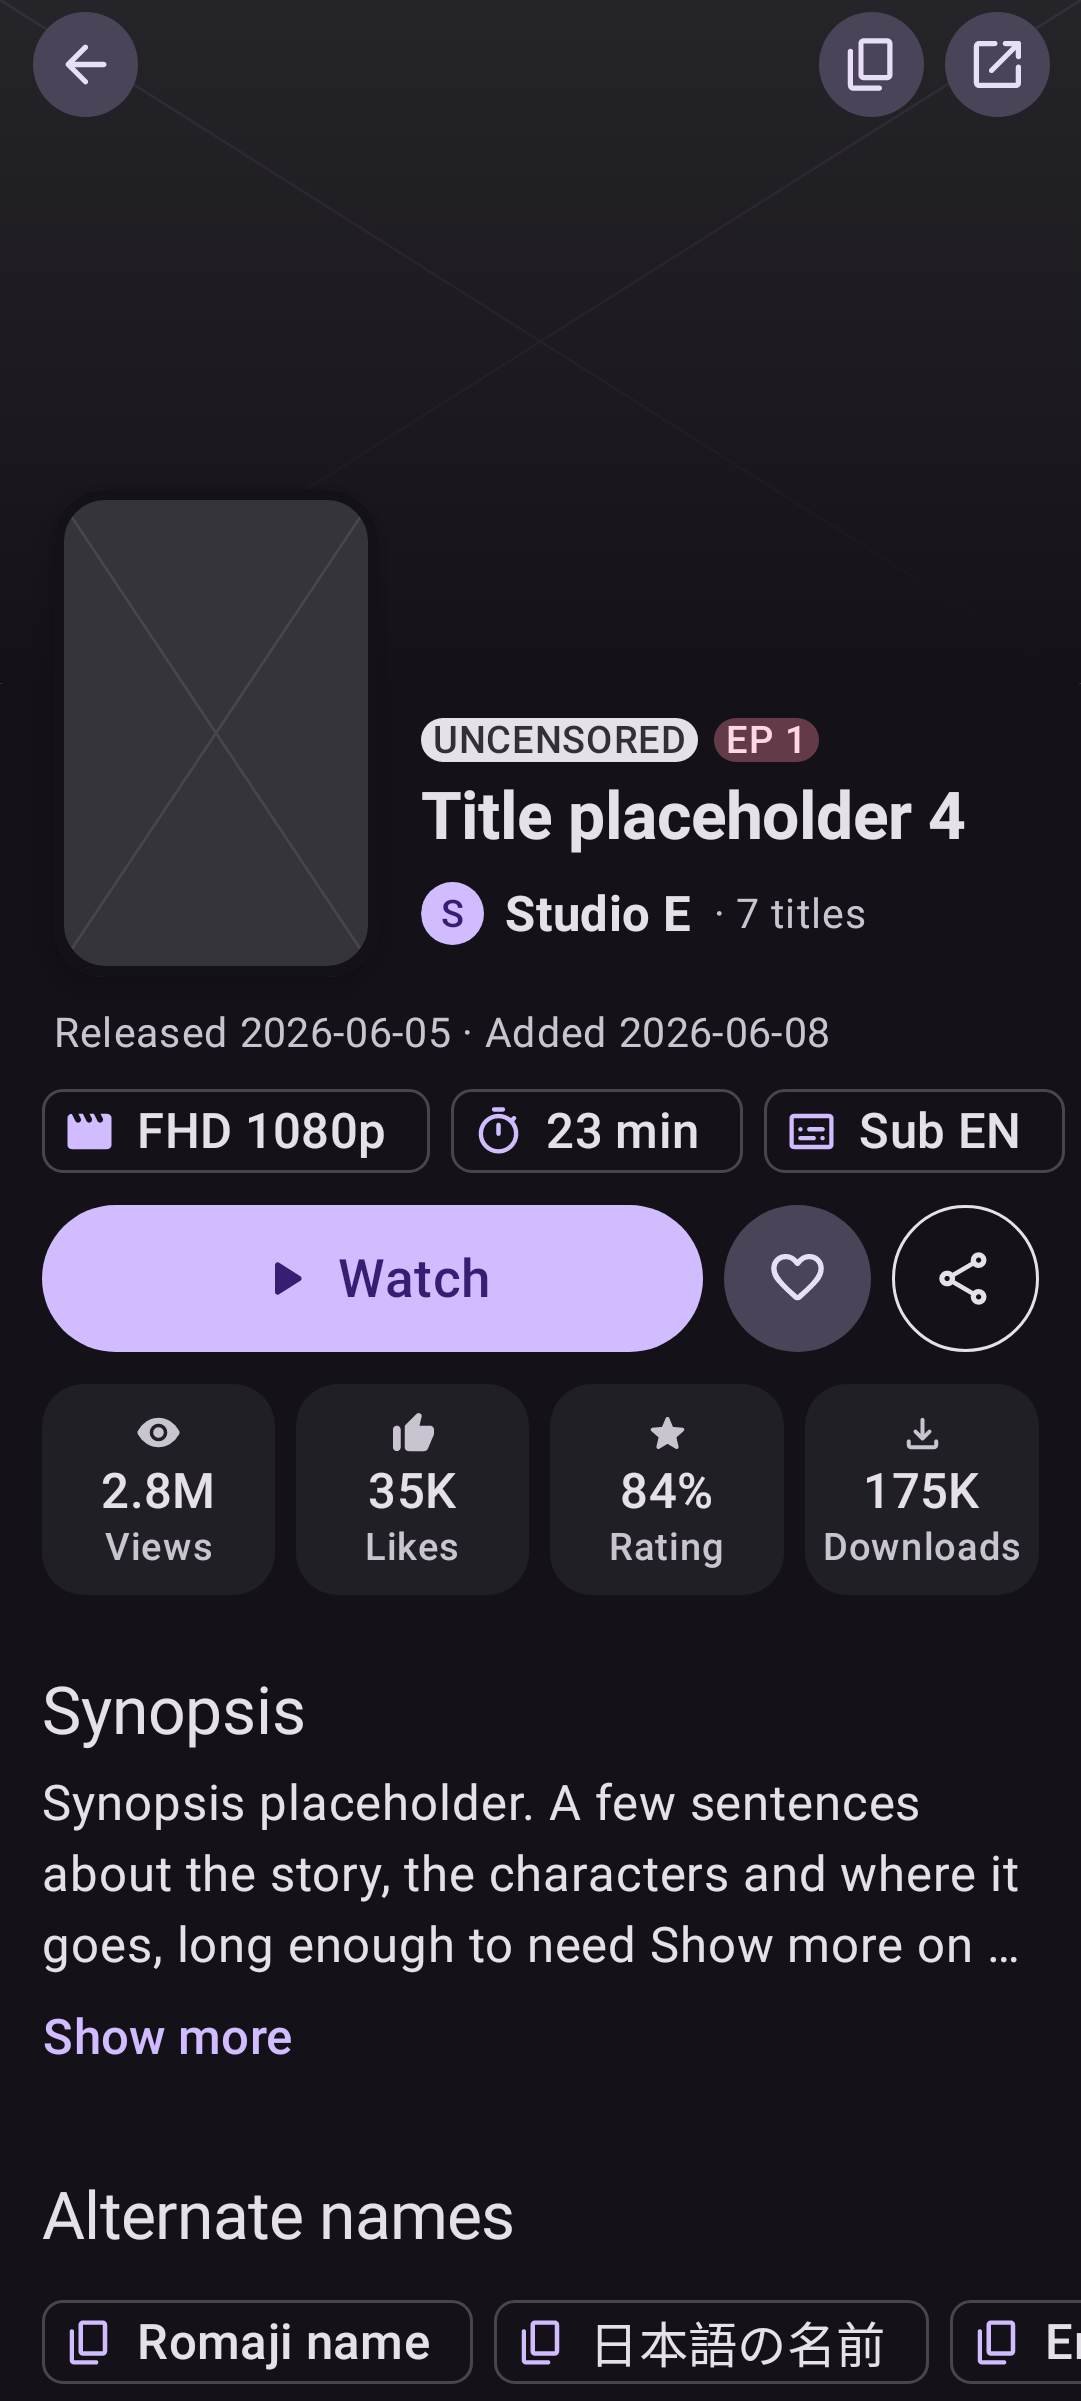 UNCENSORED EP 1
Title placeholder 4
S Studio E · 7 titles
Released 2026-06-05 · Added 2026-06-08
FHD 1080p 23 min Sub EN
Watch
2.8M 35K 84% 175K
Views Likes Rating Downloads
Synopsis
Synopsis placeholder. A few sentences
about the story, the characters and where it
goes, long enough to need Show more on …
Show more
Alternate names
Romaji name 日本語の名前